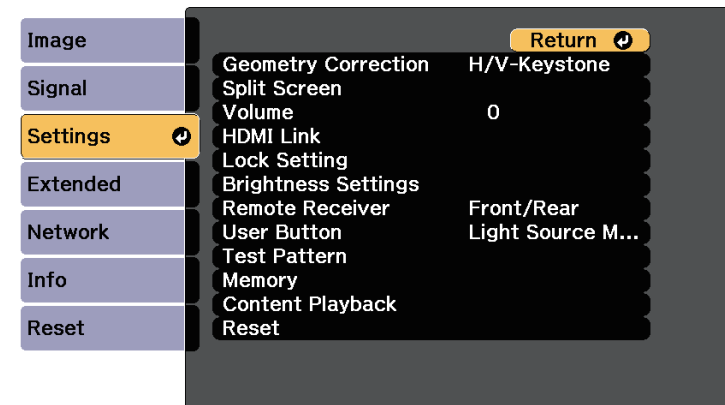 Image
Signal
Settings
Extended
Network
Info
Reset
Return
Geometry Correction H/V-Keystone
Split Screen
Volume 0
HDMI Link
Lock Setting
Brightness Settings
Remote Receiver Front/Rear
User Button Light Source M...
Test Pattern
Memory
Content Playback
Reset